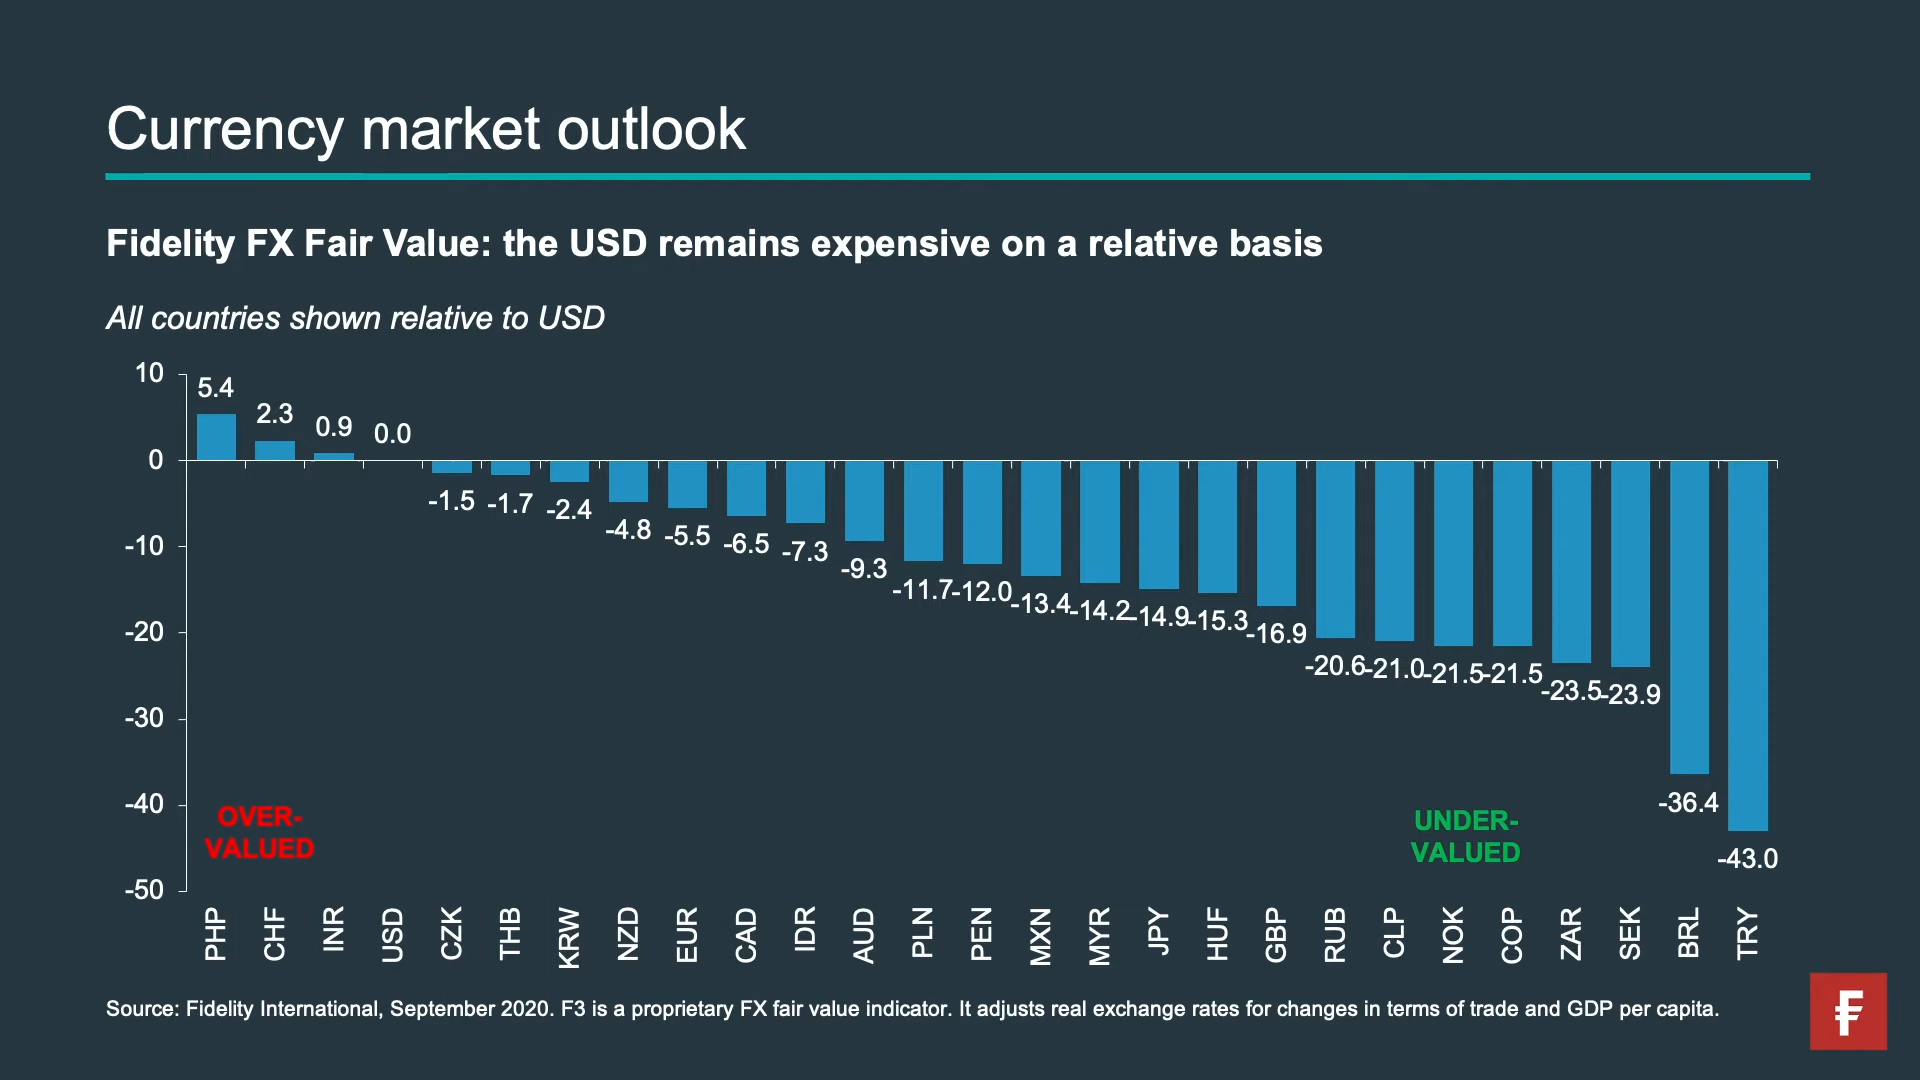 Currency market outlook
Fidelity FX Fair Value: the USD remains expensive on a relative basis
All countries shown relative to USD
10
0
-10
-20
-30
-40
-50
5.4
2.3
0.9
0.0
-1.5
-1.7
-2.4
-4.8
-5.5
-6.5
-7.3
-9.3
-11.7
-12.0
-13.4
-14.2
-14.9
-15.3
-16.9
-20.6
-21.0
-21.5
-21.5
-23.5
-23.9
-36.4
-43.0
OVER-
VALUED
UNDER-
VALUED
PHP
CHF
INR
USD
CZK
THB
KRW
NZD
EUR
CAD
IDR
AUD
PLN
PEN
MXN
MYR
JPY
HUF
GBP
RUB
CLP
NOK
COP
ZAR
SEK
BRL
TRY
Source: Fidelity International, September 2020. F3 is a proprietary FX fair value indicator. It adjusts real exchange rates for changes in terms of trade and GDP per capita.